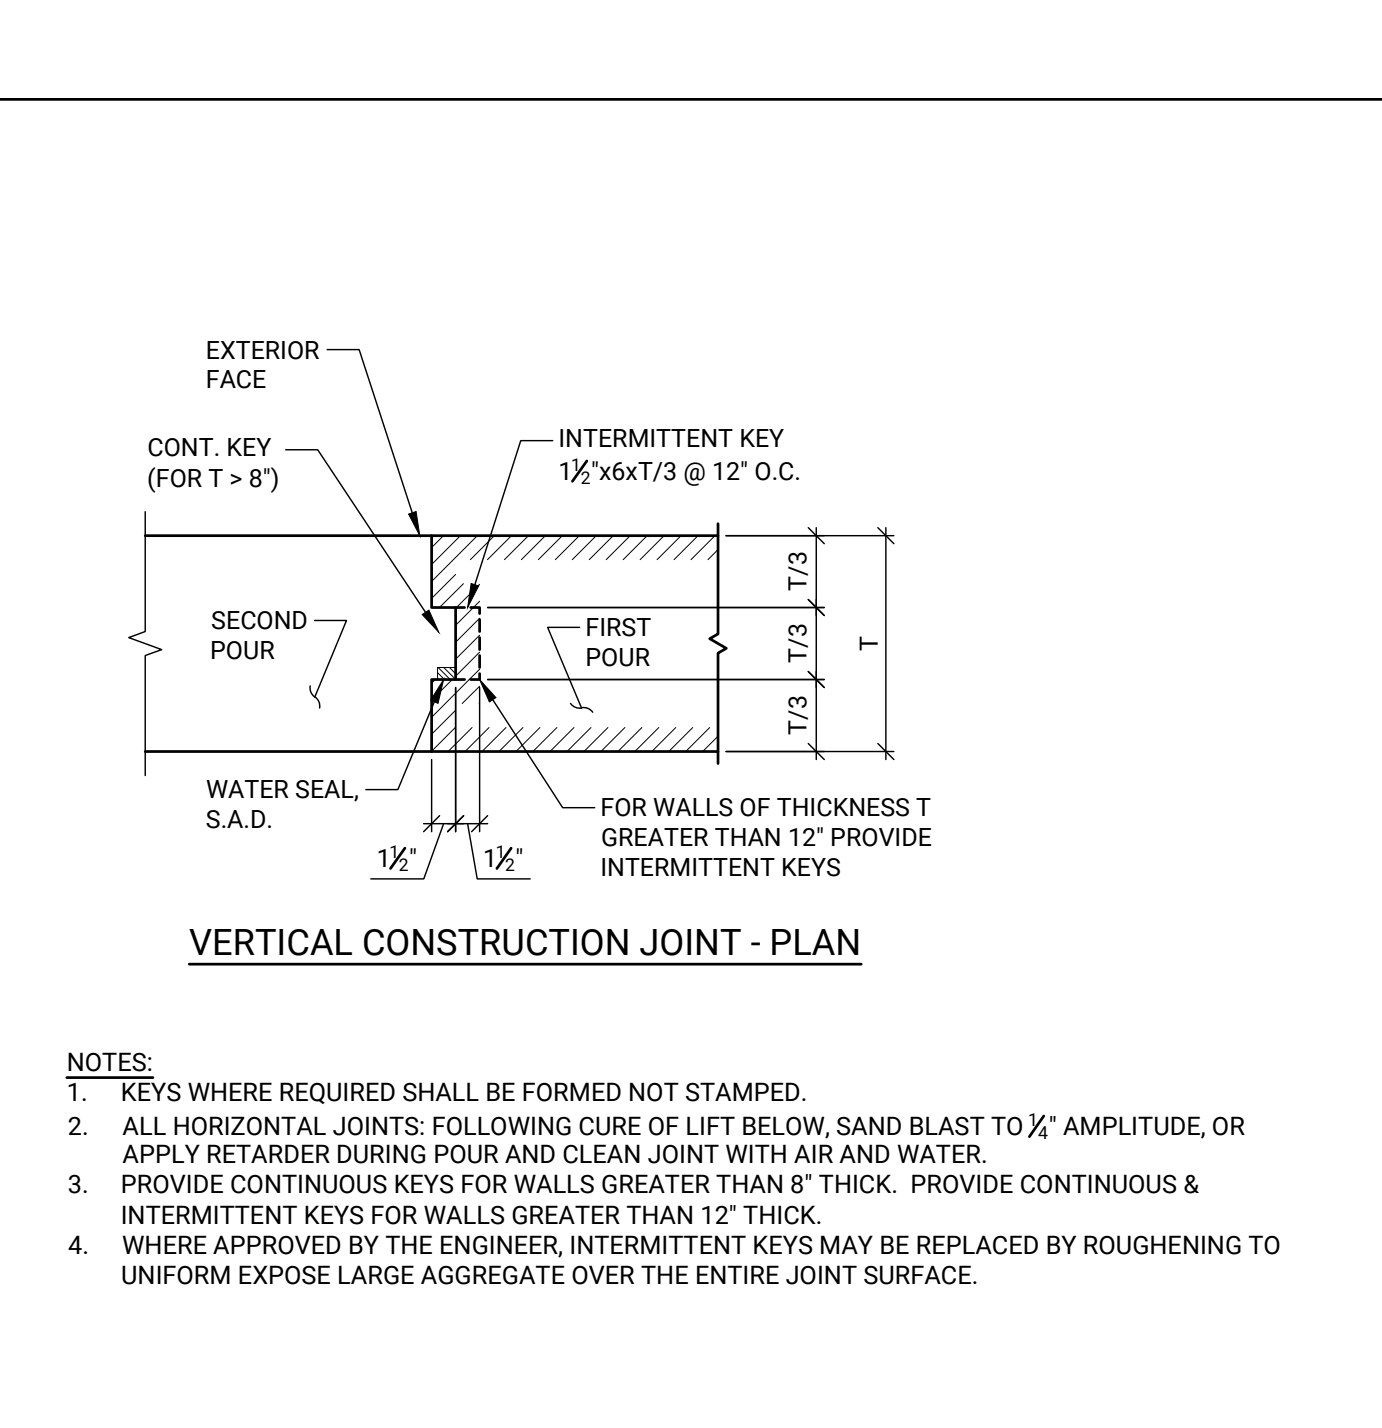 EXTERIOR
FACE
CONT. KEY
(FOR T > 8")
INTERMITTENT KEY
1½"x6xT/3 @ 12" O.C.
SECOND
POUR
FIRST
POUR
T/3
T/3
T/3
T
WATER SEAL,
S.A.D.
1½"
1½"
FOR WALLS OF THICKNESS T
GREATER THAN 12" PROVIDE
INTERMITTENT KEYS
VERTICAL CONSTRUCTION JOINT - PLAN
NOTES:
1. KEYS WHERE REQUIRED SHALL BE FORMED NOT STAMPED.
2. ALL HORIZONTAL JOINTS: FOLLOWING CURE OF LIFT BELOW, SAND BLAST TO ¼" AMPLITUDE, OR
APPLY RETARDER DURING POUR AND CLEAN JOINT WITH AIR AND WATER.
3. PROVIDE CONTINUOUS KEYS FOR WALLS GREATER THAN 8" THICK. PROVIDE CONTINUOUS &
INTERMITTENT KEYS FOR WALLS GREATER THAN 12" THICK.
4. WHERE APPROVED BY THE ENGINEER, INTERMITTENT KEYS MAY BE REPLACED BY ROUGHENING TO
UNIFORM EXPOSE LARGE AGGREGATE OVER THE ENTIRE JOINT SURFACE.